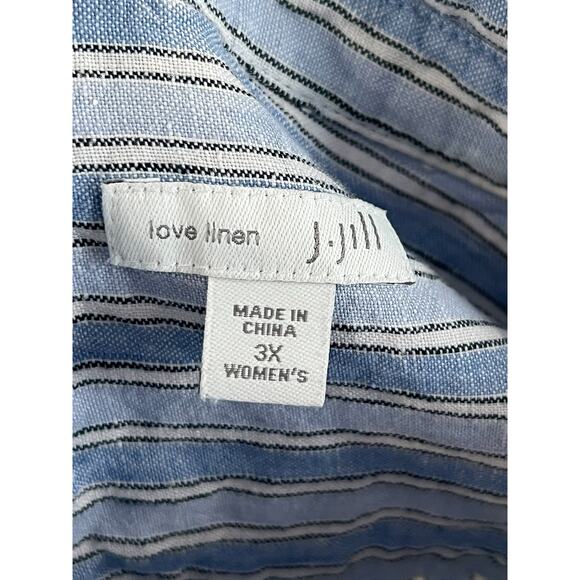 love linen J.Jill
MADE IN
CHINA
3X
WOMEN'S